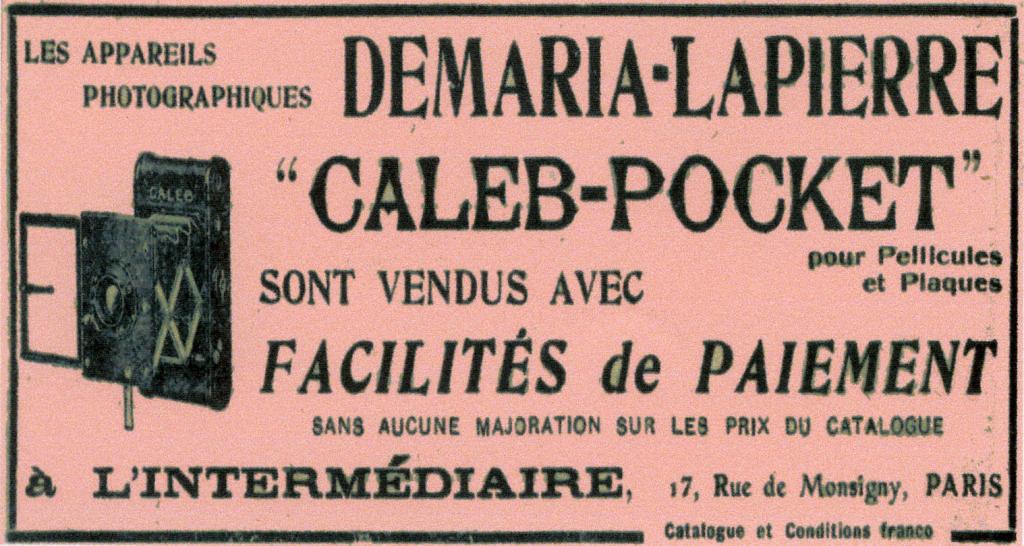 LES APPAREILS
PHOTOGRAPHIQUES
DEMARIA-LAPIERRE
"CALEB-POCKET"
pour Pellicules
et Plaques
CALEB
SONT VENDUS AVEC
FACILITÉS de PAIEMENT
SANS AUCUNE MAJORATION SUR LES PRIX DU CATALOGUE
à L'INTERMÉDIAIRE, 17, Rue de Monsigny, PARIS
Catalogue et Conditions franco